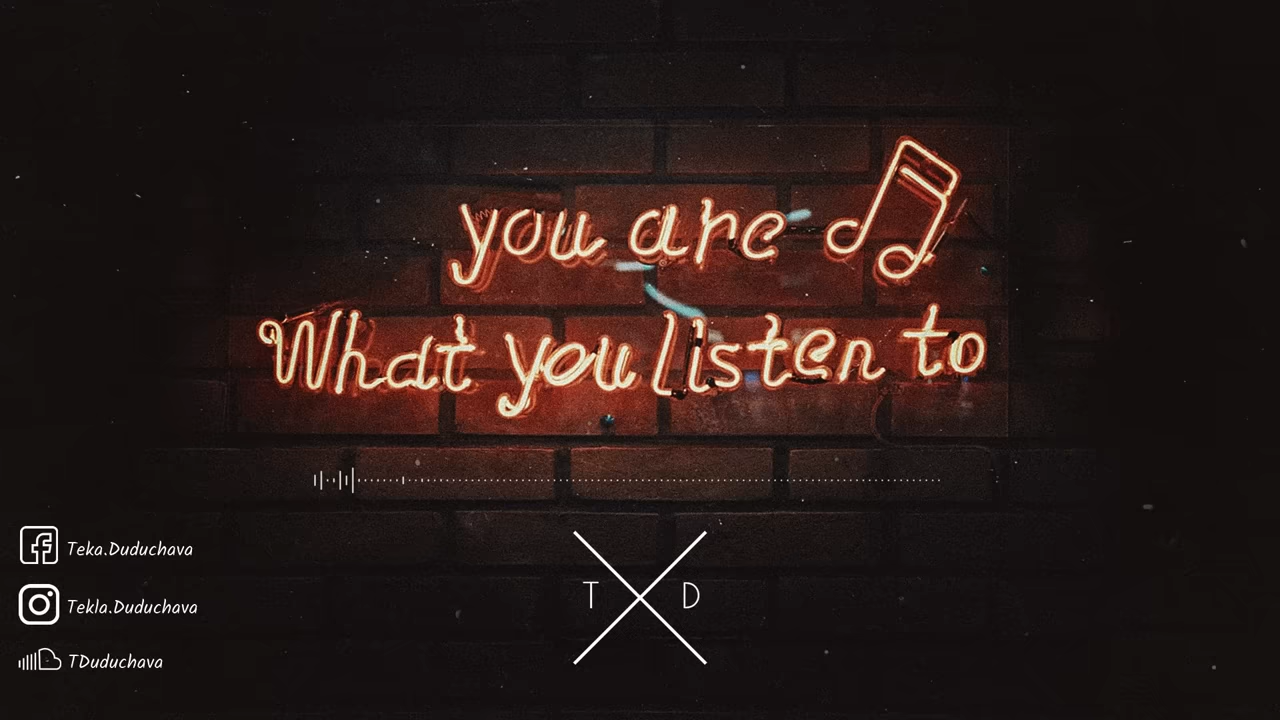 you are
What you listen to
Teka.Duduchava
Tekla.Duduchava
TDuduchava
T D